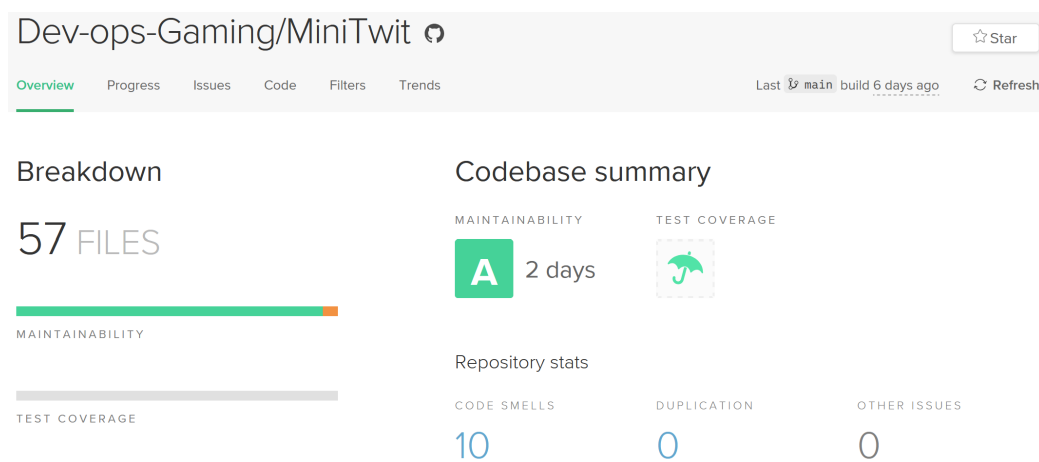 Dev-ops-Gaming/MiniTwit
Star
Overview Progress Issues Code Filters Trends
Last main build 6 days ago Refresh
Breakdown
57 FILES
MAINTAINABILITY
TEST COVERAGE
Codebase summary
MAINTAINABILITY TEST COVERAGE
A 2 days
Repository stats
CODE SMELLS DUPLICATION OTHER ISSUES
10 0 0